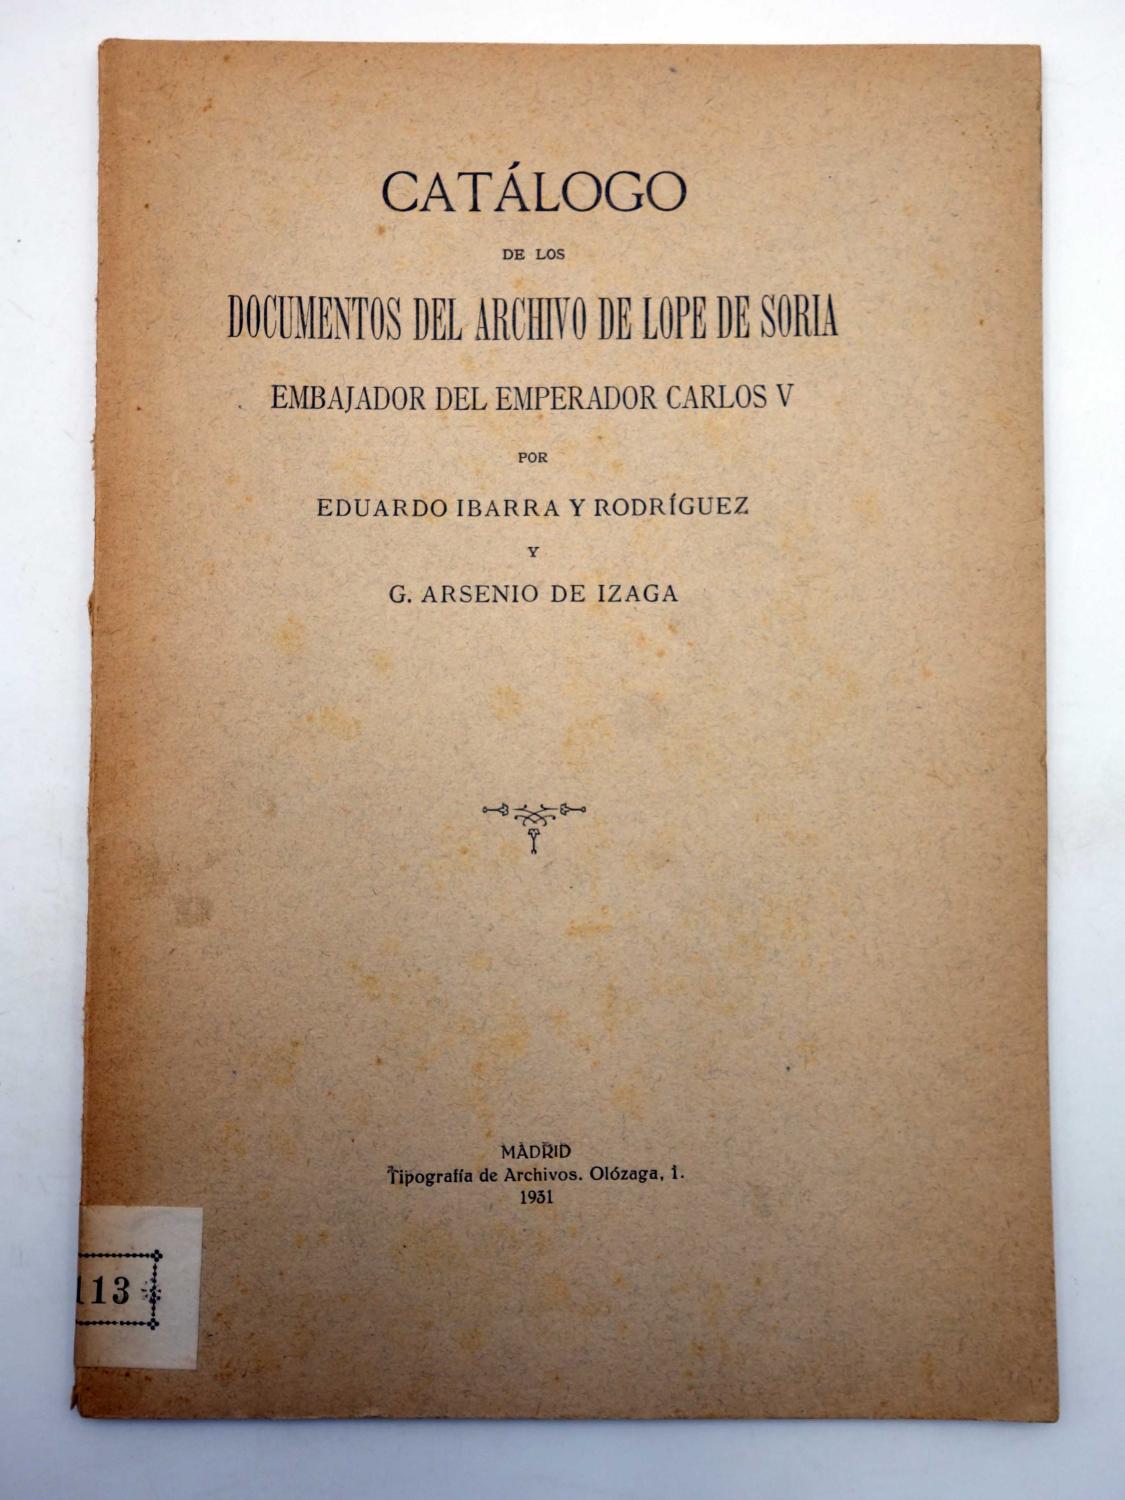 CATÁLOGO
DE LOS
DOCUMENTOS DEL ARCHIVO DE LOPE DE SORIA
EMBAJADOR DEL EMPERADOR CARLOS V
POR
EDUARDO IBARRA Y RODRÍGUEZ
Y
G. ARSENIO DE IZAGA
MADRID
Tipografía de Archivos. Olózaga, 1.
1931
113